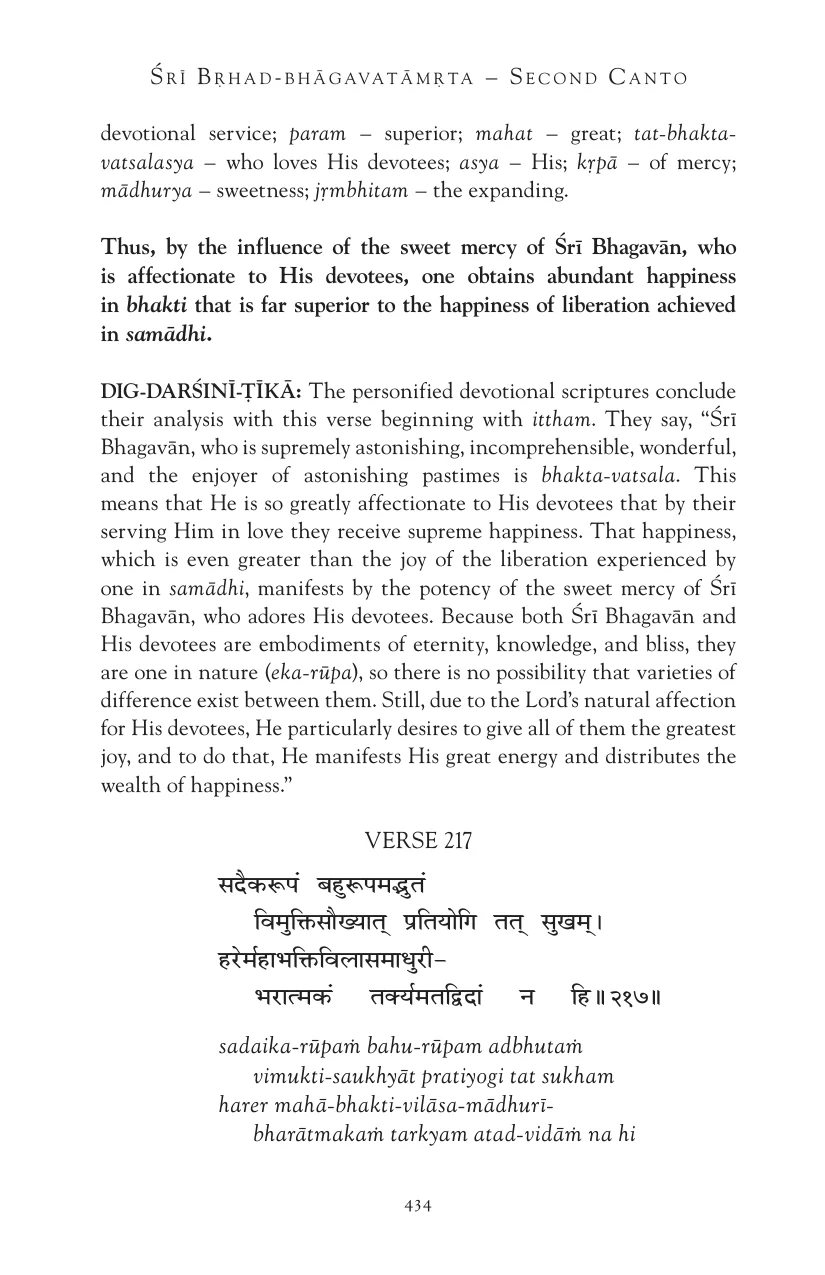 ŚRĪ BṚHAD-BHĀGAVATĀMṚTA – SECOND CANTO
devotional service; param – superior; mahat – great; tat-bhakta-
vatsalasya – who loves His devotees; asya – His; kṛpā – of mercy;
mādhurya – sweetness; jṛmbhitam – the expanding.
Thus, by the influence of the sweet mercy of Śrī Bhagavān, who
is affectionate to His devotees, one obtains abundant happiness
in bhakti that is far superior to the happiness of liberation achieved
in samādhi.
DIG-DARŚINĪ-ṬĪKĀ: The personified devotional scriptures conclude
their analysis with this verse beginning with ittham. They say, “Śrī
Bhagavān, who is supremely astonishing, incomprehensible, wonderful,
and the enjoyer of astonishing pastimes is bhakta-vatsala. This
means that He is so greatly affectionate to His devotees that by their
serving Him in love they receive supreme happiness. That happiness,
which is even greater than the joy of the liberation experienced by
one in samādhi, manifests by the potency of the sweet mercy of Śrī
Bhagavān, who adores His devotees. Because both Śrī Bhagavān and
His devotees are embodiments of eternity, knowledge, and bliss, they
are one in nature (eka-rūpa), so there is no possibility that varieties of
difference exist between them. Still, due to the Lord’s natural affection
for His devotees, He particularly desires to give all of them the greatest
joy, and to do that, He manifests His great energy and distributes the
wealth of happiness.”
VERSE 217
सदैकरूपं बहुरूपमद्भुतं
विमुक्तिसौख्यात् प्रतियोगि तत् सुखम्।
हरेर्महाभक्तिविलासमाधुरी–
भरात्मकं तर्क्यमतद्विदां न हि॥२१७॥
sadaika-rūpaṁ bahu-rūpam adbhutaṁ
vimukti-saukhyāt pratiyogi tat sukham
harer mahā-bhakti-vilāsa-mādhurī-
bharātmakaṁ tarkyam atad-vidāṁ na hi
434